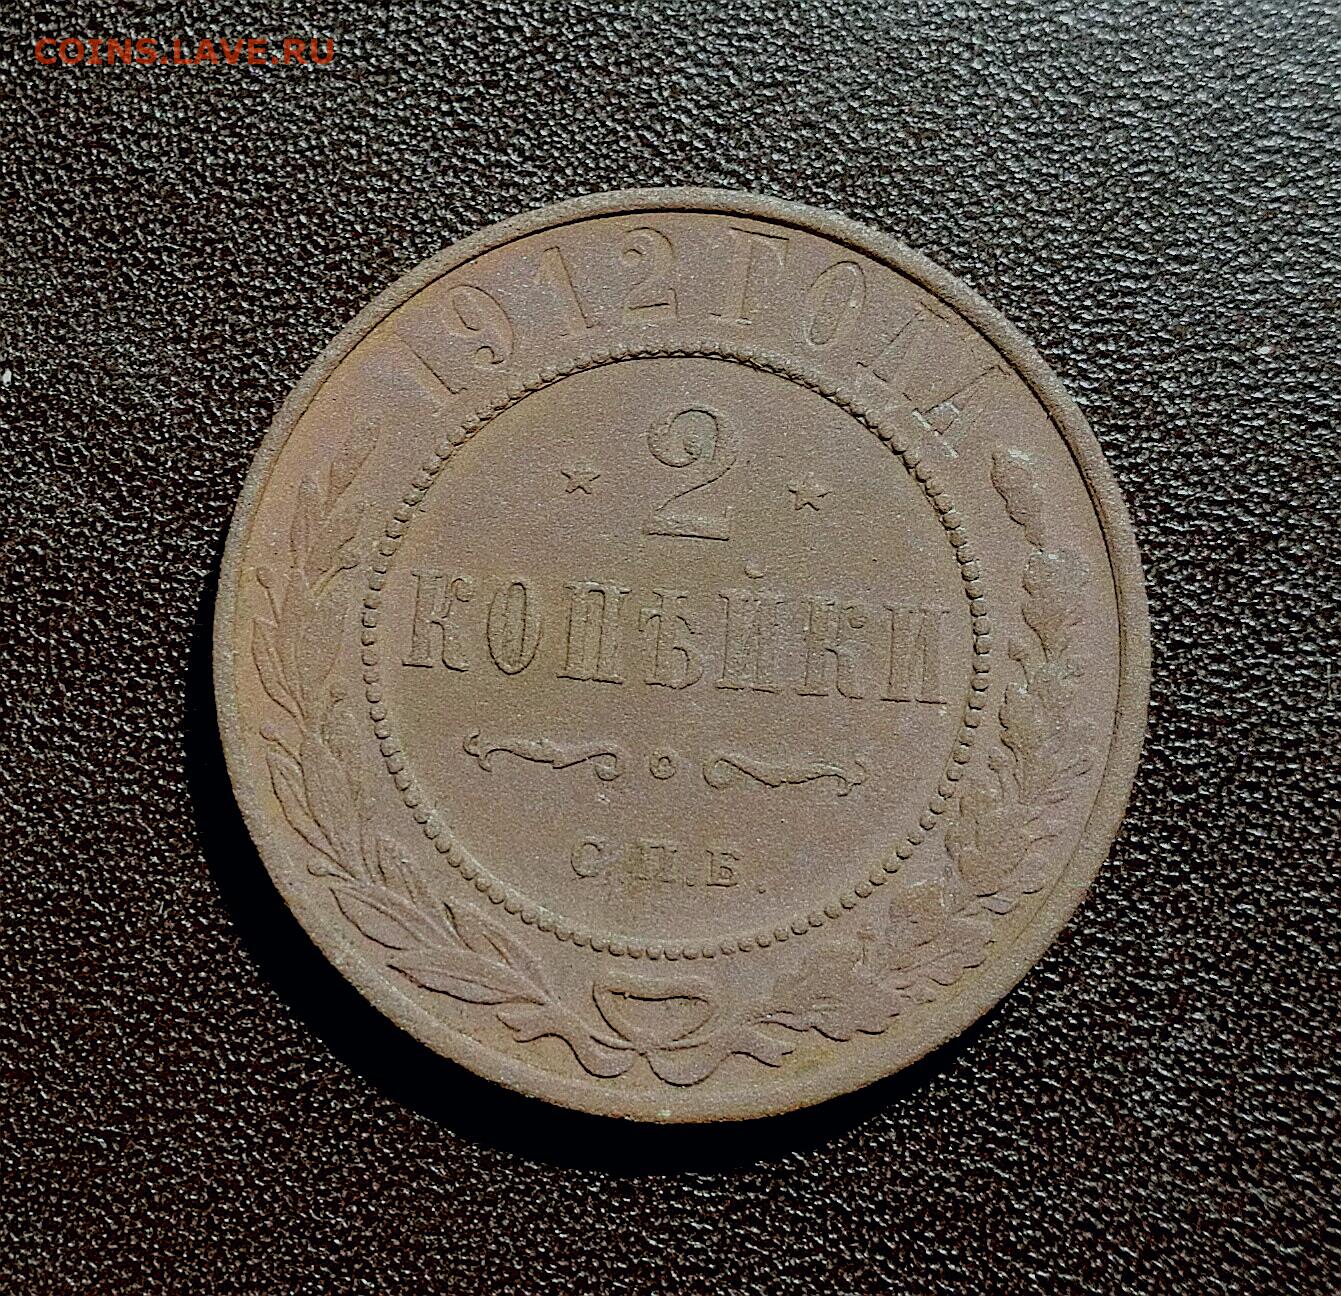 COINS.LAVE.RU
1912 ГОДА
2
КОПѢЙКИ
С.П.Б.